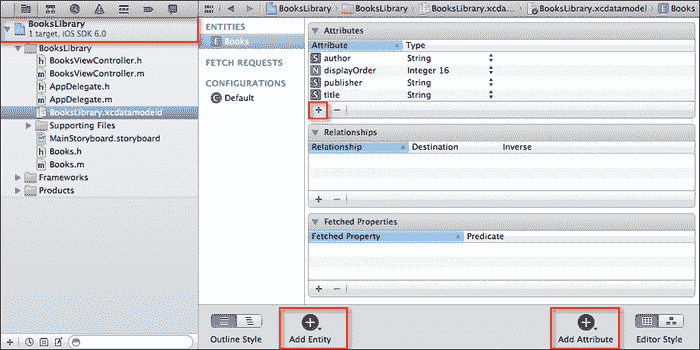 BooksLibrary
1 target, iOS SDK 6.0
BooksLibrary
BooksViewController.h
BooksViewController.m
AppDelegate.h
AppDelegate.m
BooksLibrary.xcdatamodeld
Supporting Files
MainStoryboard.storyboard
Books.h
Books.m
Frameworks
Products
BooksLibrary
BooksLibrary
BooksLibrary.xcda...
BooksLibrary.xcdatamodel
E Books
ENTITIES
E Books
FETCH REQUESTS
CONFIGURATIONS
C Default
Attributes
Attribute Type
S author String
N displayOrder Integer 16
S publisher String
S title String
Relationships
Relationship Destination Inverse
Fetched Properties
Fetched Property Predicate
Outline Style
Add Entity
Add Attribute
Editor Style